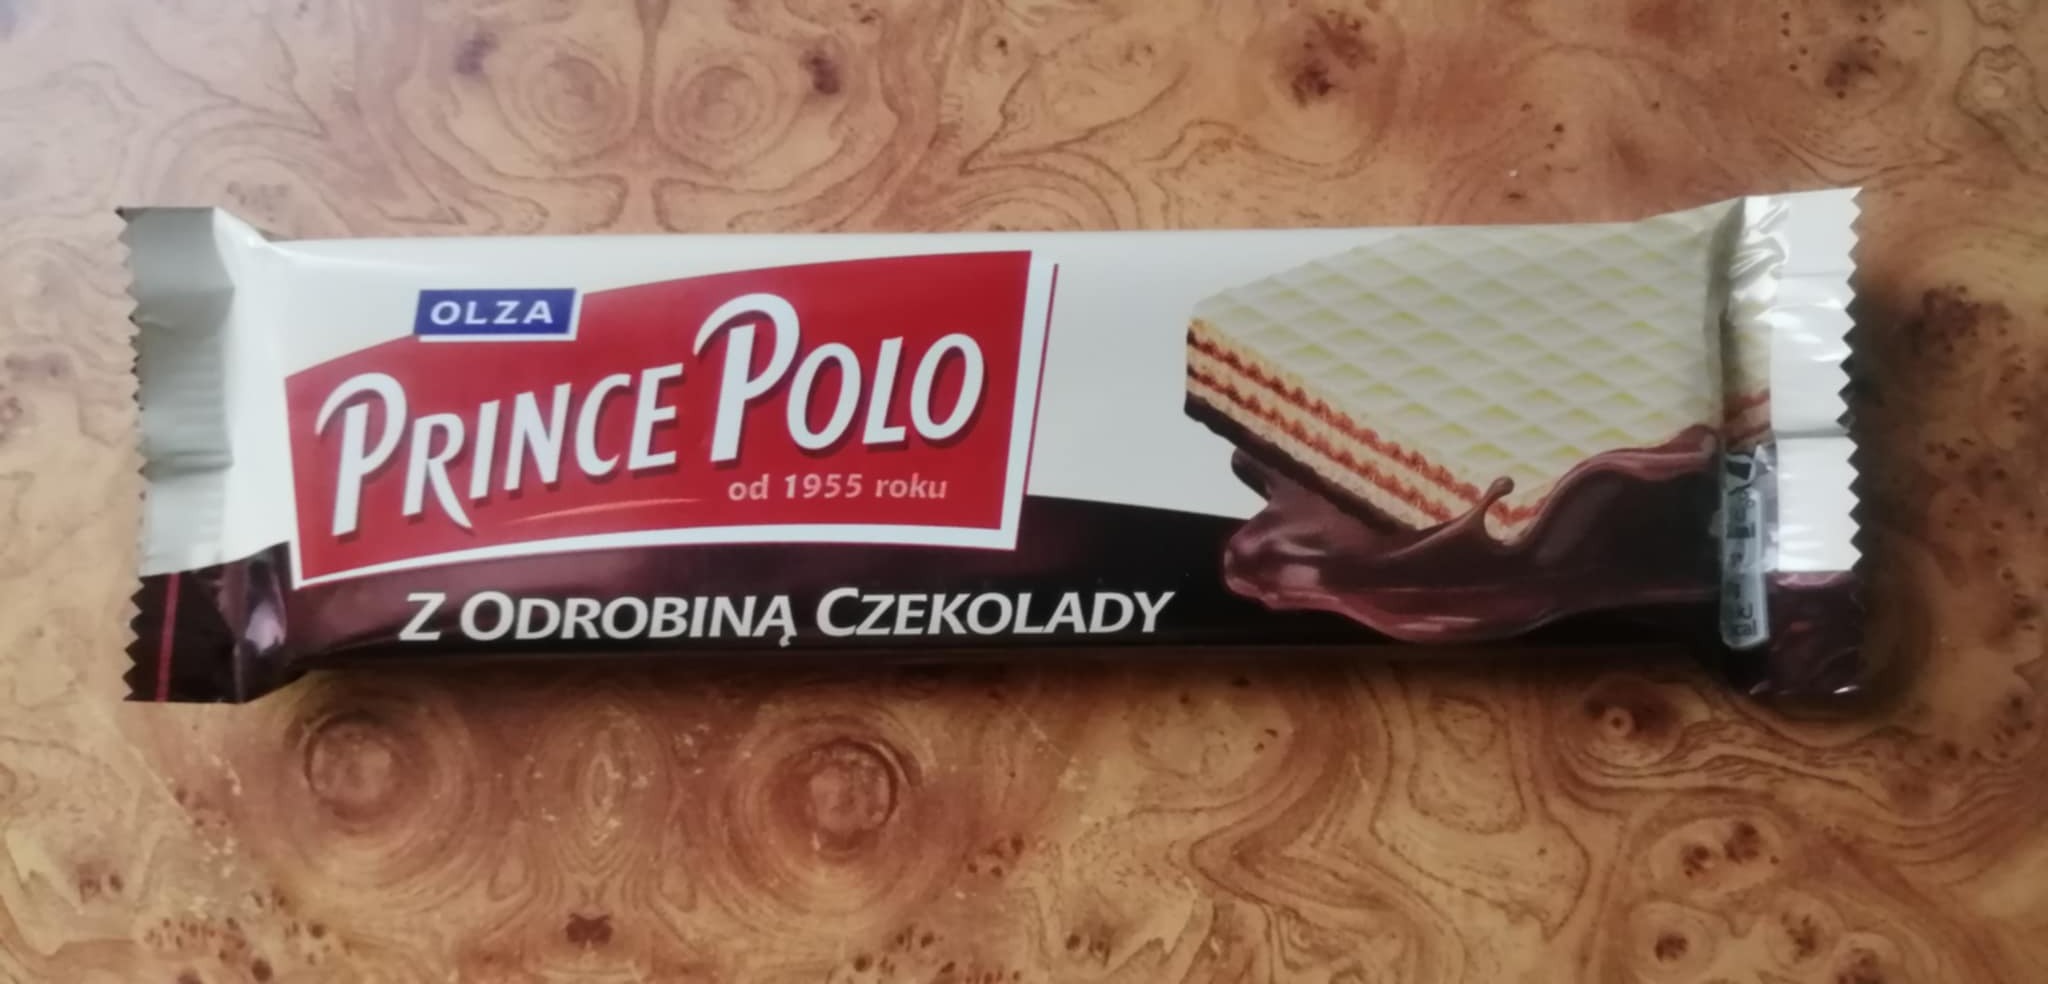 OLZA
PRINCE POLO
od 1955 roku
Z ODROBINĄ CZEKOLADY